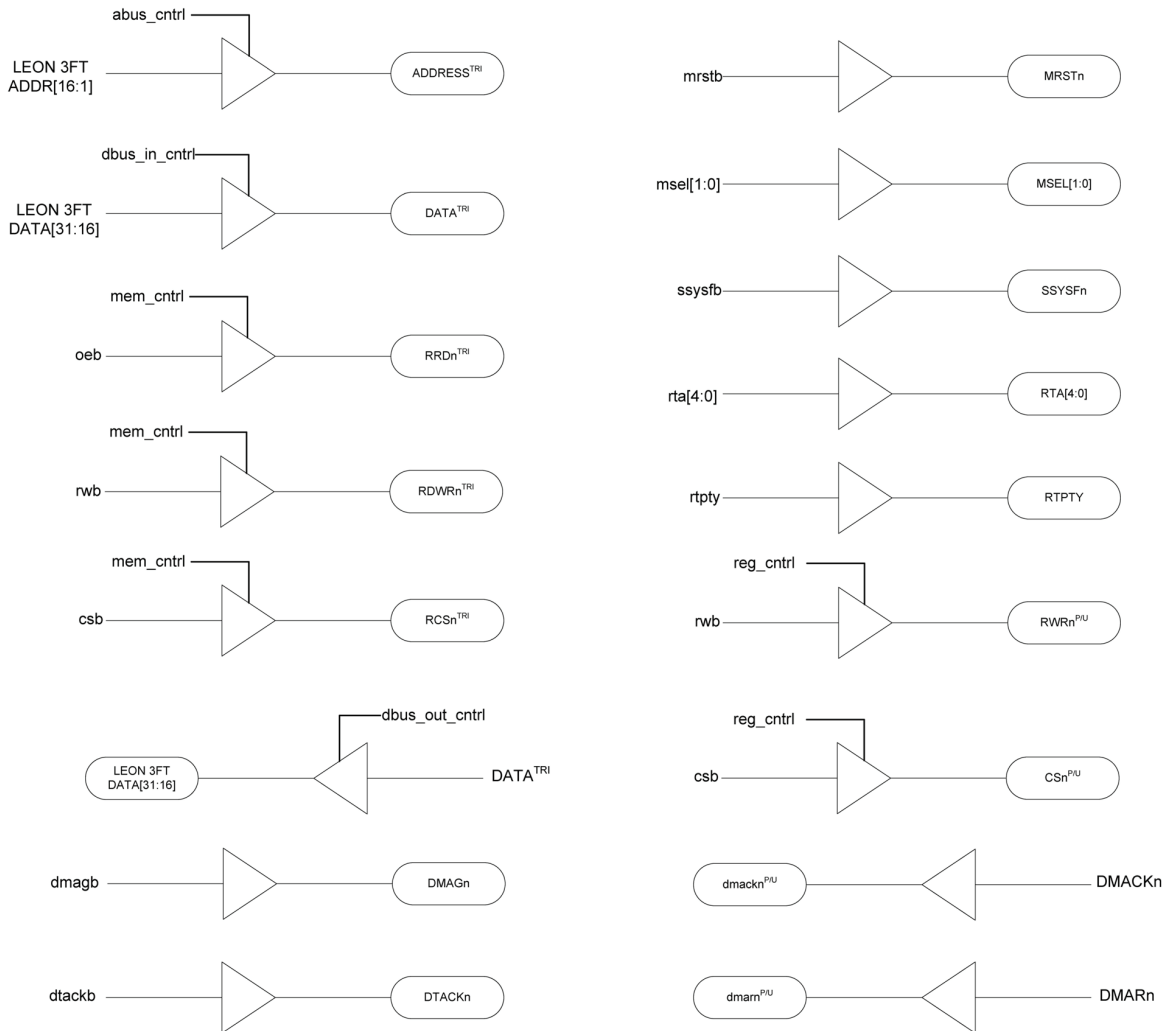 abus_cntrl
LEON 3FT
ADDR[16:1]
ADDRESS^TRI
dbus_in_cntrl
LEON 3FT
DATA[31:16]
DATA^TRI
mem_cntrl
oeb
RRDn^TRI
mem_cntrl
rwb
RDWRn^TRI
mem_cntrl
csb
RCSn^TRI
dbus_out_cntrl
LEON 3FT
DATA[31:16]
DATA^TRI
dmagb
DMAGn
dtackb
DTACKn
mrstb
MRSTn
msel[1:0]
MSEL[1:0]
ssysfb
SSYSFn
rta[4:0]
RTA[4:0]
rtpty
RTPTY
reg_cntrl
rwb
RWRn^P/U
reg_cntrl
csb
CSn^P/U
dmackn^P/U
DMACKn
dmarn^P/U
DMARn